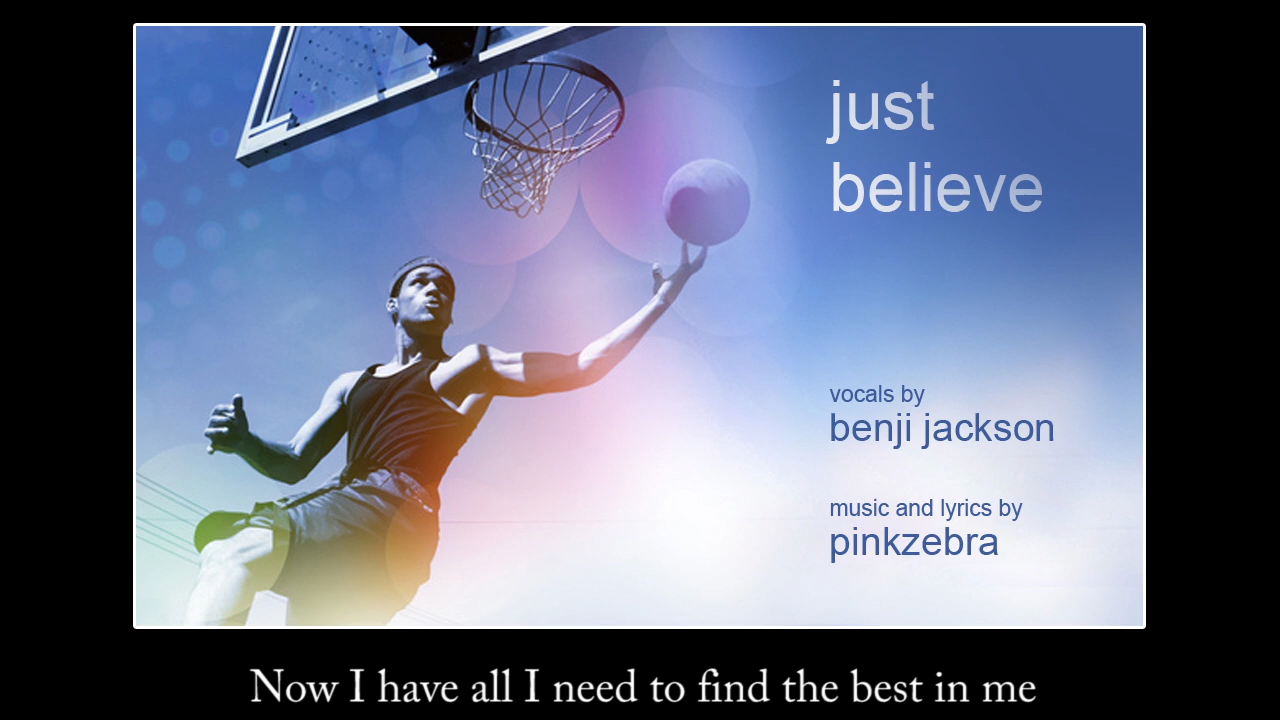 just
believe
vocals by
benji jackson
music and lyrics by
pinkzebra
Now I have all I need to find the best in me